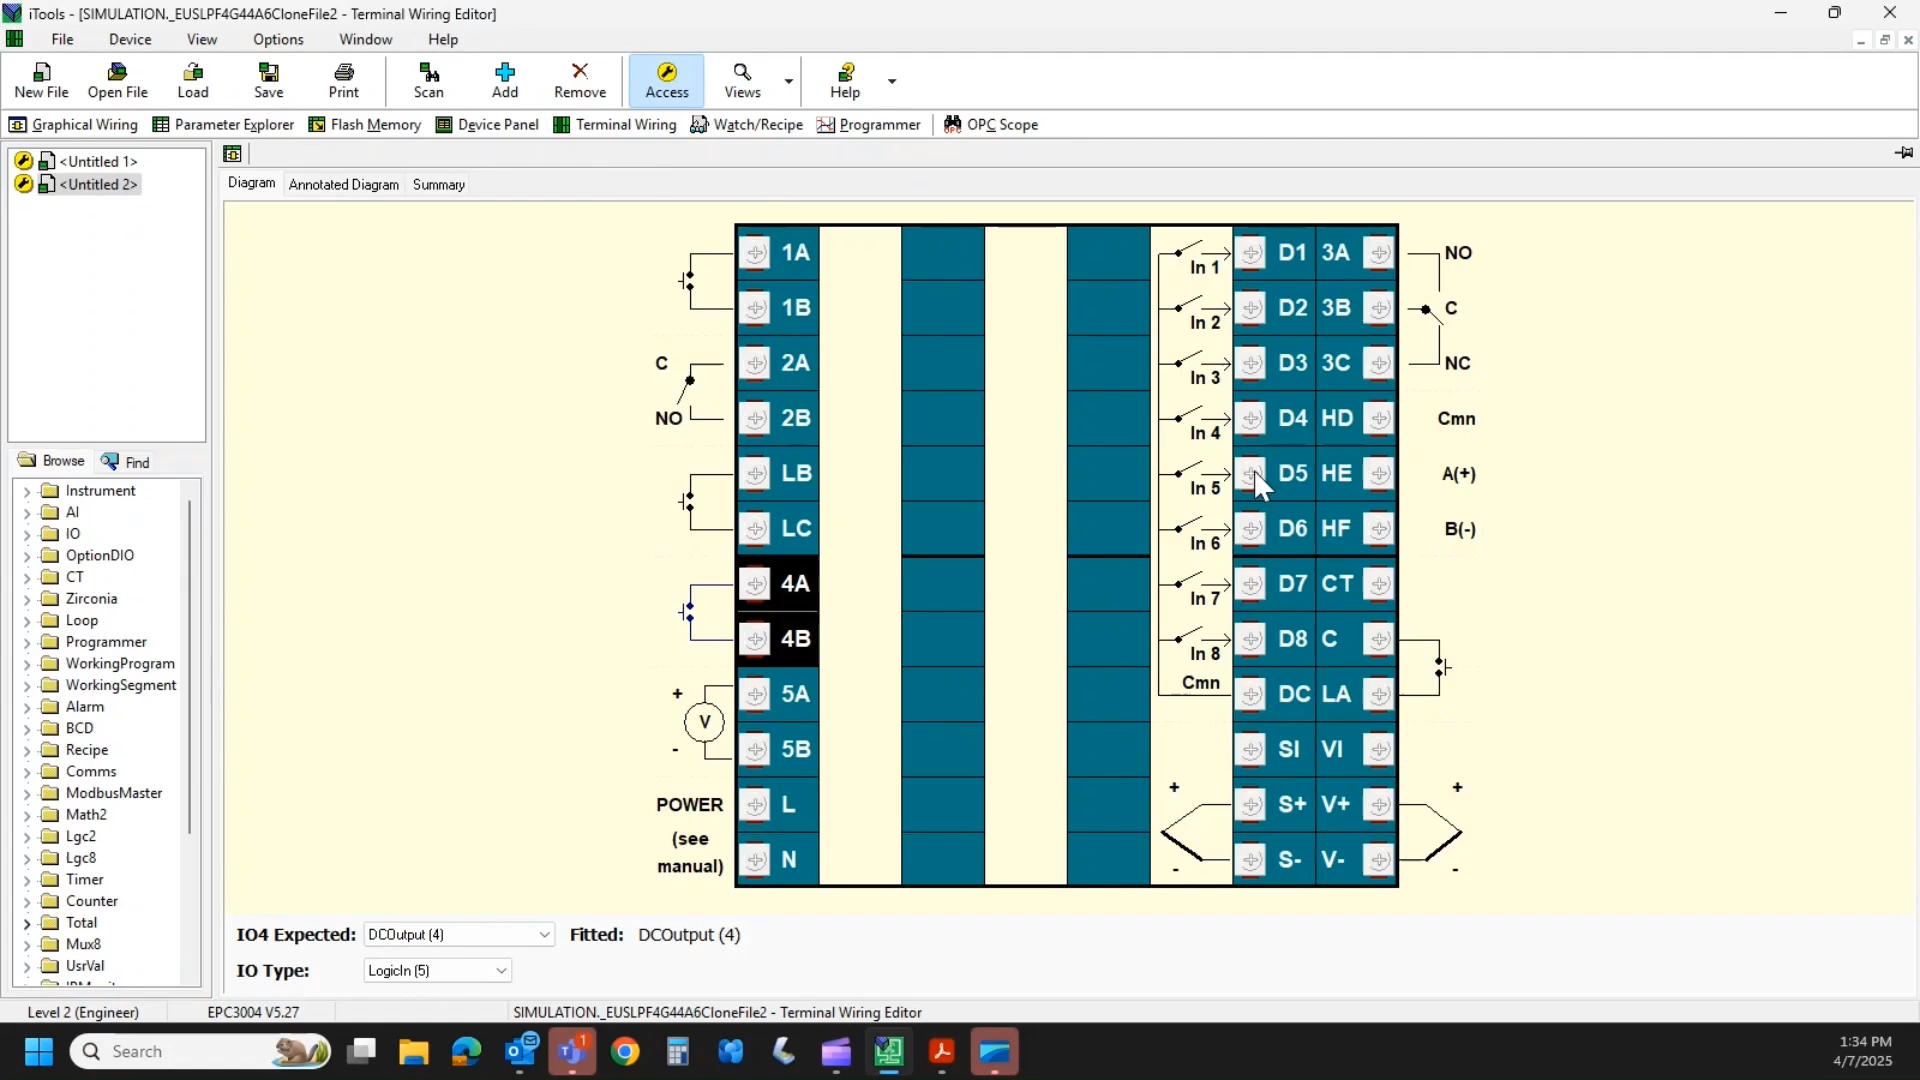 iTools - [SIMULATION._EUSLPF4G44A6CloneFile2 - Terminal Wiring Editor]
File Device View Options Window Help
New File Open File Load Save Print Scan Add Remove Access Views Help
Graphical Wiring Parameter Explorer Flash Memory Device Panel Terminal Wiring Watch/Recipe Programmer OPC Scope
<Untitled 1>
<Untitled 2>
Diagram Annotated Diagram Summary
Browse Find
Instrument
AI
IO
OptionDIO
CT
Zirconia
Loop
Programmer
WorkingProgram
WorkingSegment
Alarm
BCD
Recipe
Comms
ModbusMaster
Math2
Lgc2
Lgc8
Timer
Counter
Total
Mux8
UsrVal
1A In 1 D1 3A NO
1B In 2 D2 3B C
C 2A In 3 D3 3C NC
NO 2B In 4 D4 HD Cmn
LB In 5 D5 HE A(+)
LC In 6 D6 HF B(-)
4A In 7 D7 CT
4B In 8 D8 C
+ 5A Cmn DC LA
V
- 5B SI VI
+ +
POWER L S+ V+
(see
manual) N S- V-
- -
IO4 Expected: DCOutput (4) Fitted: DCOutput (4)
IO Type: LogicIn (5)
Level 2 (Engineer) EPC3004 V5.27 SIMULATION._EUSLPF4G44A6CloneFile2 - Terminal Wiring Editor
Search 1 1:34 PM
4/7/2025